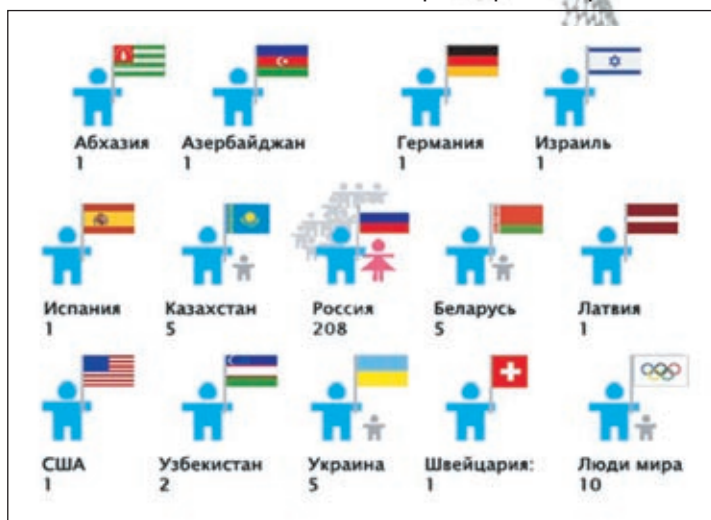 Абхазия
1
Азербайджан
1
Германия
1
Израиль
1
Испания
1
Казахстан
5
Россия
208
Беларусь
5
Латвия
1
США
1
Узбекистан
2
Украина
5
Швейцария:
1
Люди мира
10